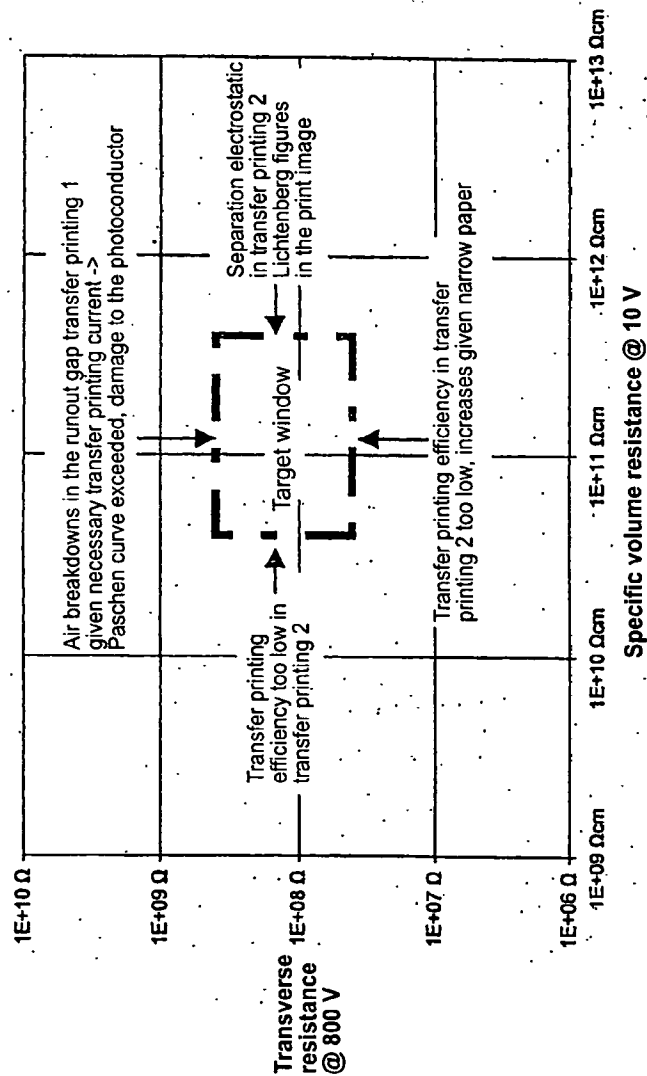 Air breakdowns in the runout gap transfer printing 1
given necessary transfer printing current ->
Paschen curve exceeded, damage to the photoconductor
1E+10 Ω
1E+09 Ω
1E+08 Ω
1E+07 Ω
1E+06 Ω
Transverse
resistance
@ 800 V
Transfer printing
efficiency too low in
transfer printing 2
Target window
Separation electrostatic
in transfer printing 2
Lichtenberg figures
in the print image
Transfer printing efficiency in transfer
printing 2 too low, increases given narrow paper
1E+09 Ωcm
1E+10 Ωcm
1E+11 Ωcm
1E+12 Ωcm
1E+13 Ωcm
Specific volume resistance @ 10 V